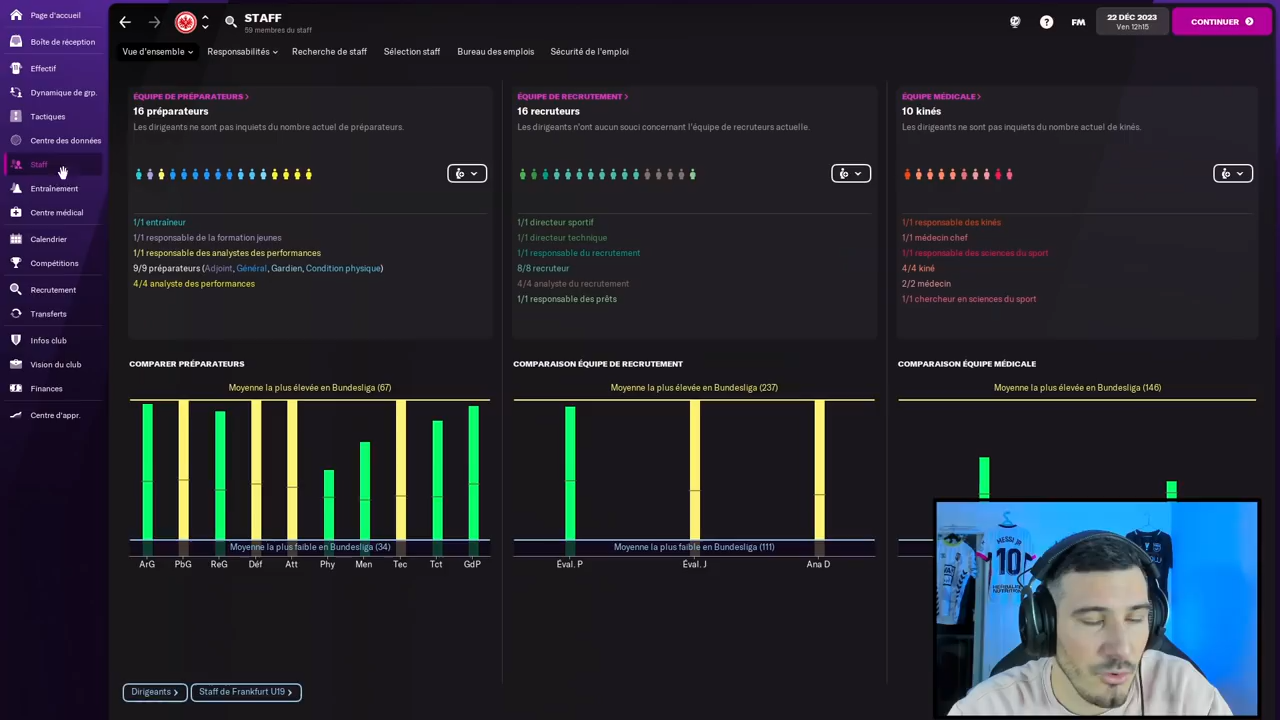 Page d'accueil
Boîte de réception
Effectif
Dynamique de grp.
Tactiques
Centre des données
Staff
Entraînement
Centre médical
Calendrier
Compétitions
Recrutement
Transferts
Infos club
Vision du club
Finances
Centre d'appr.
STAFF
59 membres du staff
FM
22 DÉC 2023
Ven 12h15
CONTINUER
Vue d'ensemble
Responsabilités
Recherche de staff
Sélection staff
Bureau des emplois
Sécurité de l'emploi
ÉQUIPE DE PRÉPARATEURS
16 préparateurs
Les dirigeants ne sont pas inquiets du nombre actuel de préparateurs.
1/1 entraîneur
1/1 responsable de la formation jeunes
1/1 responsable des analystes des performances
9/9 préparateurs (Adjoint, Général, Gardien, Condition physique)
4/4 analyste des performances
ÉQUIPE DE RECRUTEMENT
16 recruteurs
Les dirigeants n'ont aucun souci concernant l'équipe de recruteurs actuelle.
1/1 directeur sportif
1/1 directeur technique
1/1 responsable du recrutement
8/8 recruteur
4/4 analyste du recrutement
1/1 responsable des prêts
ÉQUIPE MÉDICALE
10 kinés
Les dirigeants ne sont pas inquiets du nombre actuel de kinés.
1/1 responsable des kinés
1/1 médecin chef
1/1 responsable des sciences du sport
4/4 kiné
2/2 médecin
1/1 chercheur en sciences du sport
COMPARER PRÉPARATEURS
Moyenne la plus élevée en Bundesliga (67)
Moyenne la plus faible en Bundesliga (34)
ArG PbG ReG Déf Att Phy Men Tec Tct GdP
COMPARAISON ÉQUIPE DE RECRUTEMENT
Moyenne la plus élevée en Bundesliga (237)
Moyenne la plus faible en Bundesliga (111)
Éval. P Éval. J Ana D
COMPARAISON ÉQUIPE MÉDICALE
Moyenne la plus élevée en Bundesliga (146)
MESSI JR
10
Dirigeants
Staff de Frankfurt U19